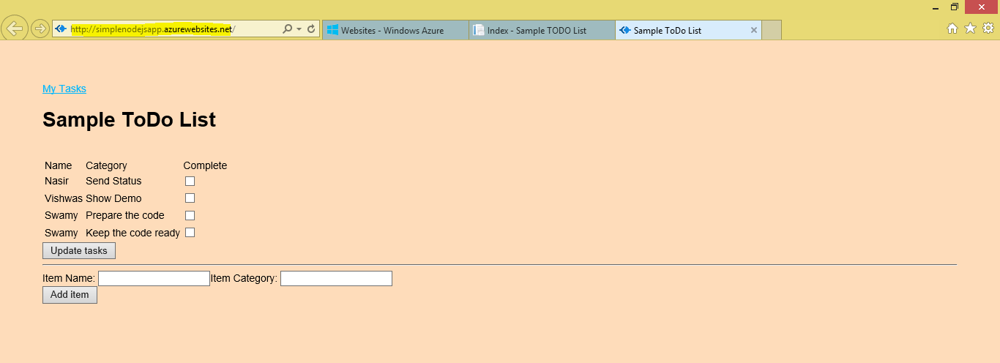 http://simplenodejsapp.azurewebsites.net/
Websites - Windows Azure
Index - Sample TODO List
Sample ToDo List
My Tasks
Sample ToDo List
Name Category Complete
Nasir Send Status
Vishwas Show Demo
Swamy Prepare the code
Swamy Keep the code ready
Update tasks
Item Name: Item Category:
Add item